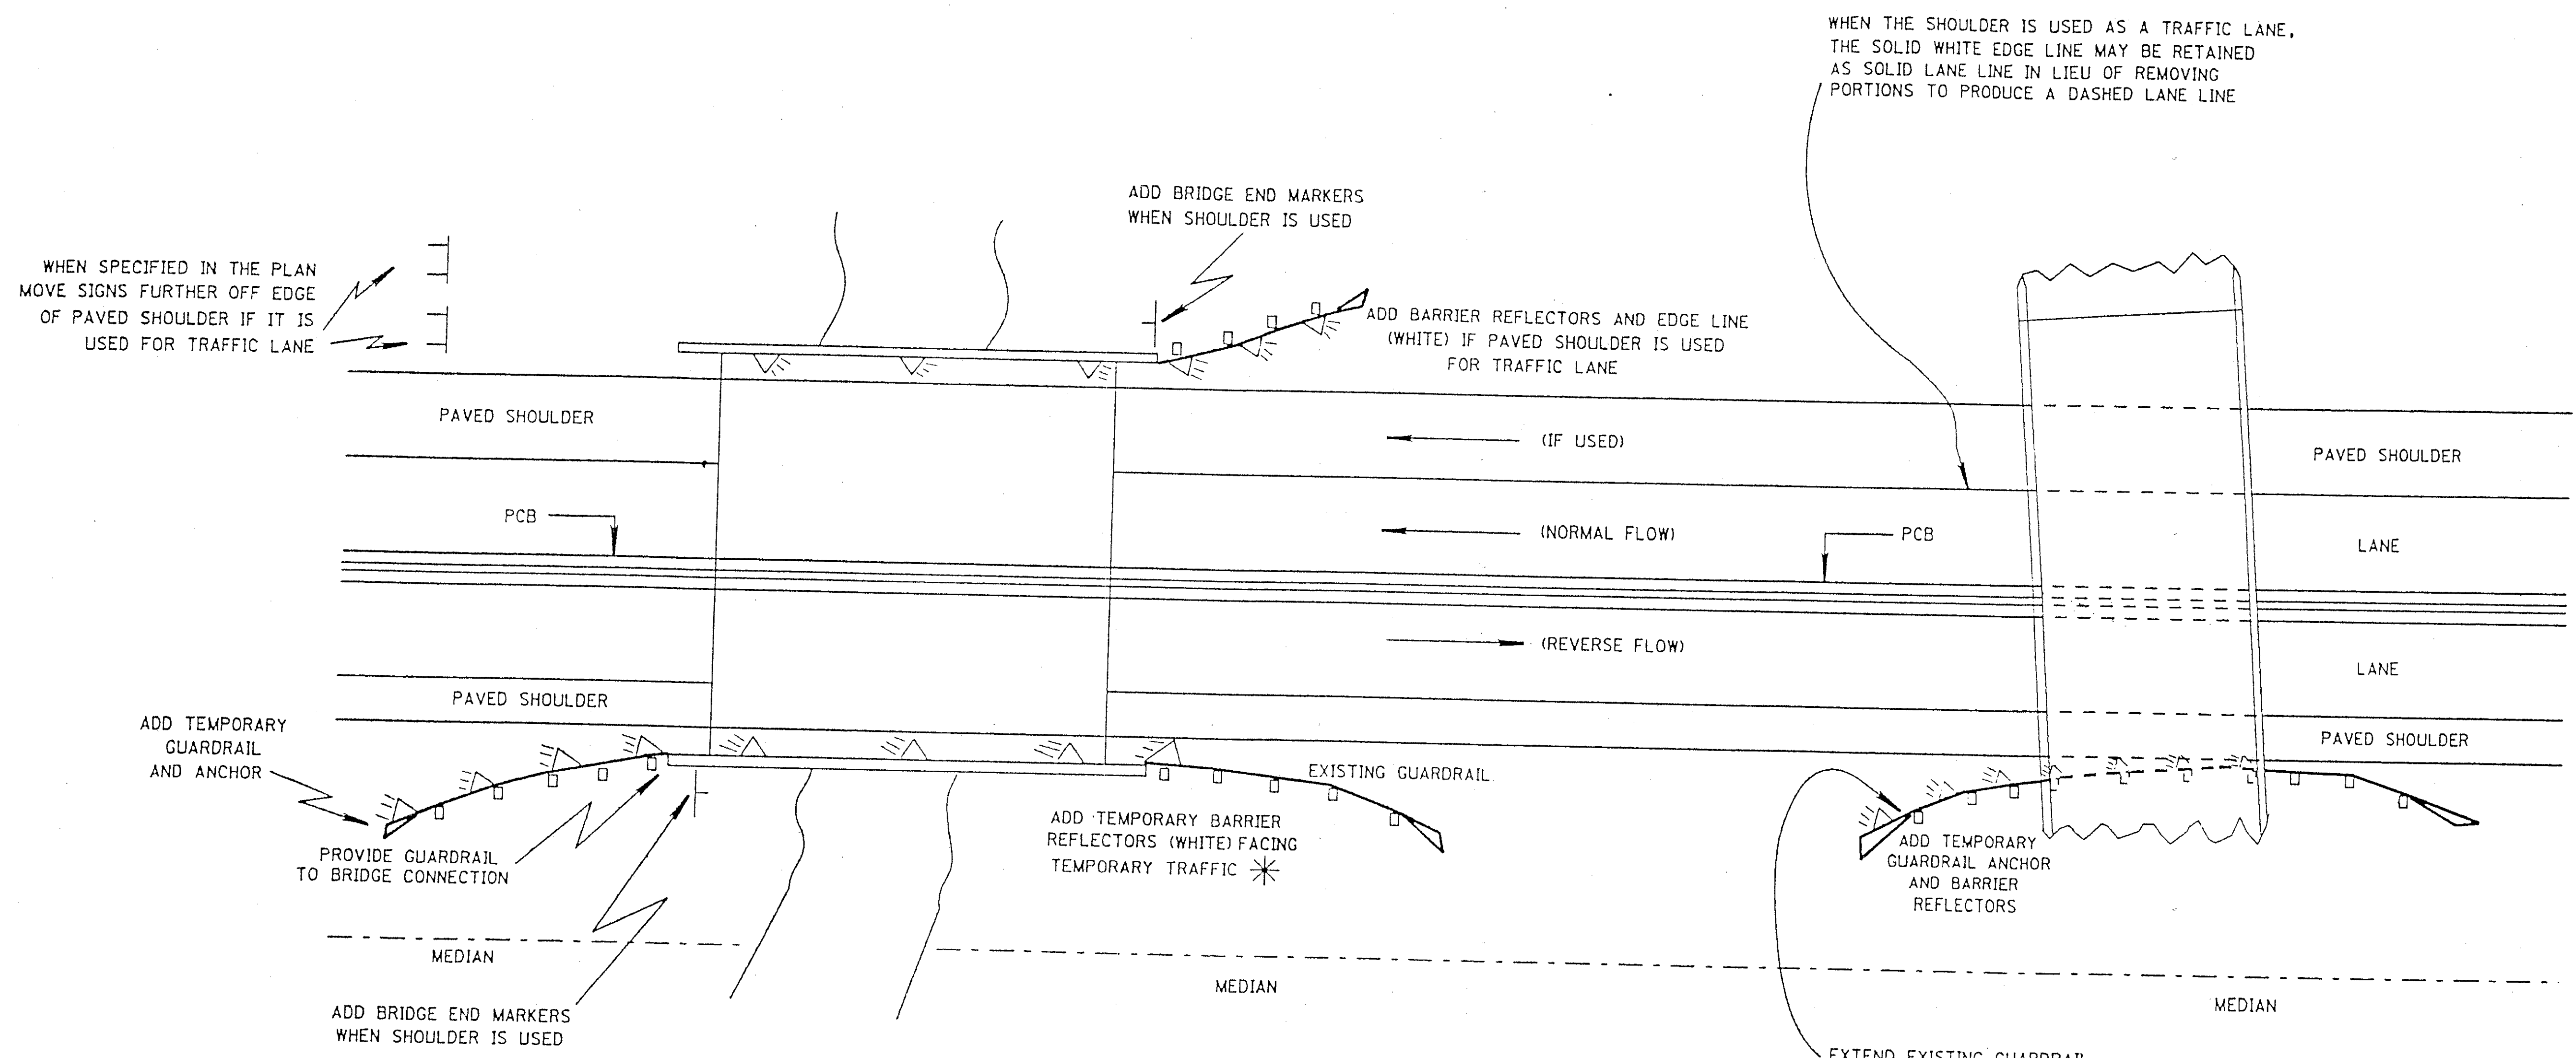 WHEN THE SHOULDER IS USED AS A TRAFFIC LANE,
THE SOLID WHITE EDGE LINE MAY BE RETAINED
AS SOLID LANE LINE IN LIEU OF REMOVING
PORTIONS TO PRODUCE A DASHED LANE LINE
ADD BRIDGE END MARKERS
WHEN SHOULDER IS USED
WHEN SPECIFIED IN THE PLAN
MOVE SIGNS FURTHER OFF EDGE
OF PAVED SHOULDER IF IT IS
USED FOR TRAFFIC LANE
ADD BARRIER REFLECTORS AND EDGE LINE
(WHITE) IF PAVED SHOULDER IS USED
FOR TRAFFIC LANE
PAVED SHOULDER
(IF USED)
PAVED SHOULDER
PCB
(NORMAL FLOW)
PCB
LANE
(REVERSE FLOW)
LANE
PAVED SHOULDER
PAVED SHOULDER
ADD TEMPORARY
GUARDRAIL
AND ANCHOR
EXISTING GUARDRAIL
ADD TEMPORARY BARRIER
REFLECTORS (WHITE) FACING
TEMPORARY TRAFFIC
PROVIDE GUARDRAIL
TO BRIDGE CONNECTION
ADD TEMPORARY
GUARDRAIL ANCHOR
AND BARRIER
REFLECTORS
MEDIAN
MEDIAN
MEDIAN
ADD BRIDGE END MARKERS
WHEN SHOULDER IS USED
EXTEND EXISTING GUARDRAIL